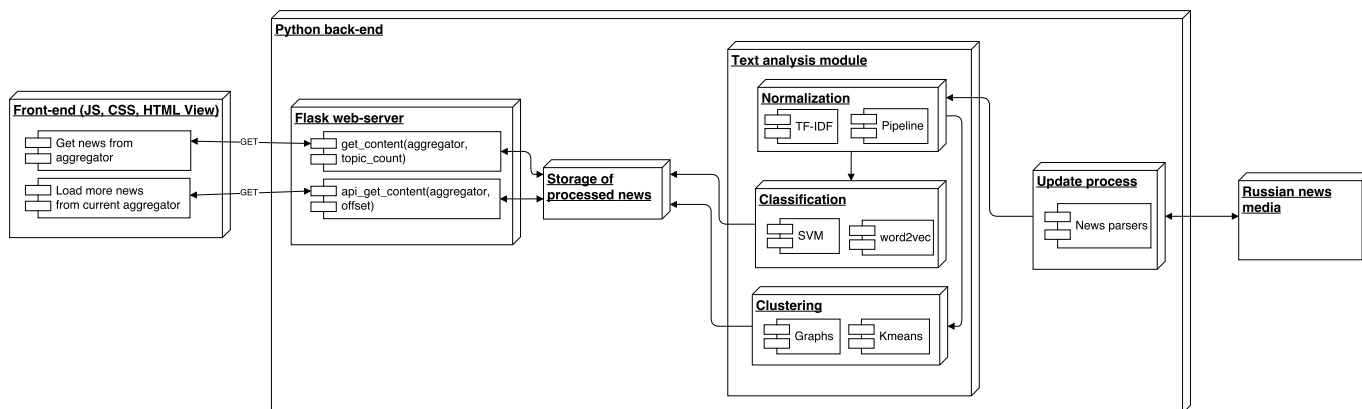 Python back-end
Front-end (JS, CSS, HTML View)
Get news from
aggregator
Load more news
from current aggregator
GET
GET
Flask web-server
get_content(aggregator,
topic_count)
api_get_content(aggregator,
offset)
Storage of
processed news
Text analysis module
Normalization
TF-IDF
Pipeline
Classification
SVM
word2vec
Clustering
Graphs
Kmeans
Update process
News parsers
Russian news
media